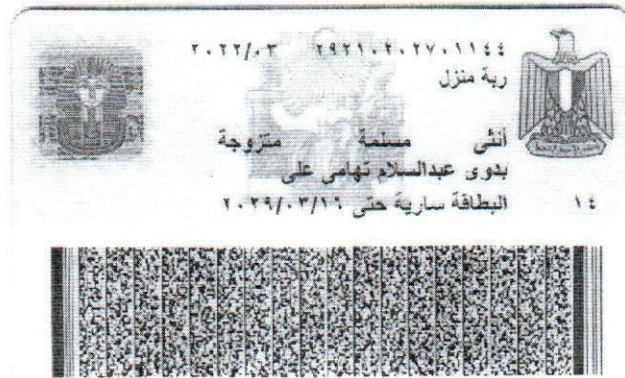 ٢٩٢١٠٢٠٢٧٠١١٤٤ ٢٠٢٢/٠٣
ربة منزل
أنثى مسلمة متزوجة
بدوى عبدالسلام تهامى على
١٤ البطاقة سارية حتى ٢٠٢٩/٠٣/١٦